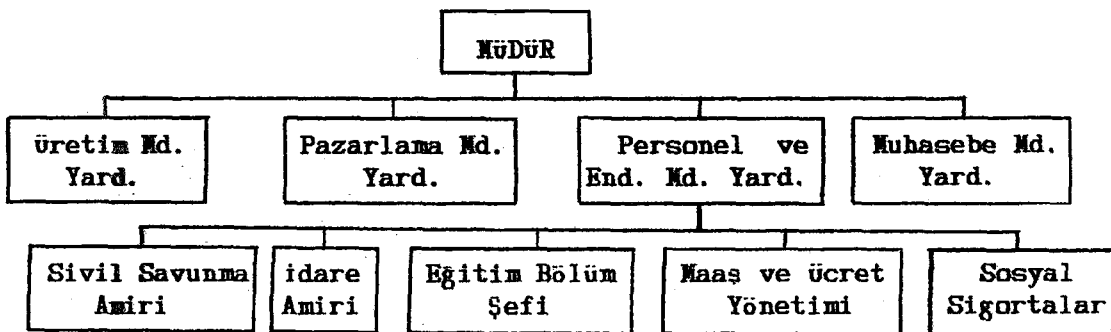 MÜDÜR
üretim Md.
Yard.
Pazarlama Md.
Yard.
Personel ve
End. Md. Yard.
Muhasebe Md.
Yard.
Sivil Savunma
Amiri
idare
Amiri
Eğitim Bölüm
Şefi
Maaş ve ücret
Yönetimi
Sosyal
Sigortalar